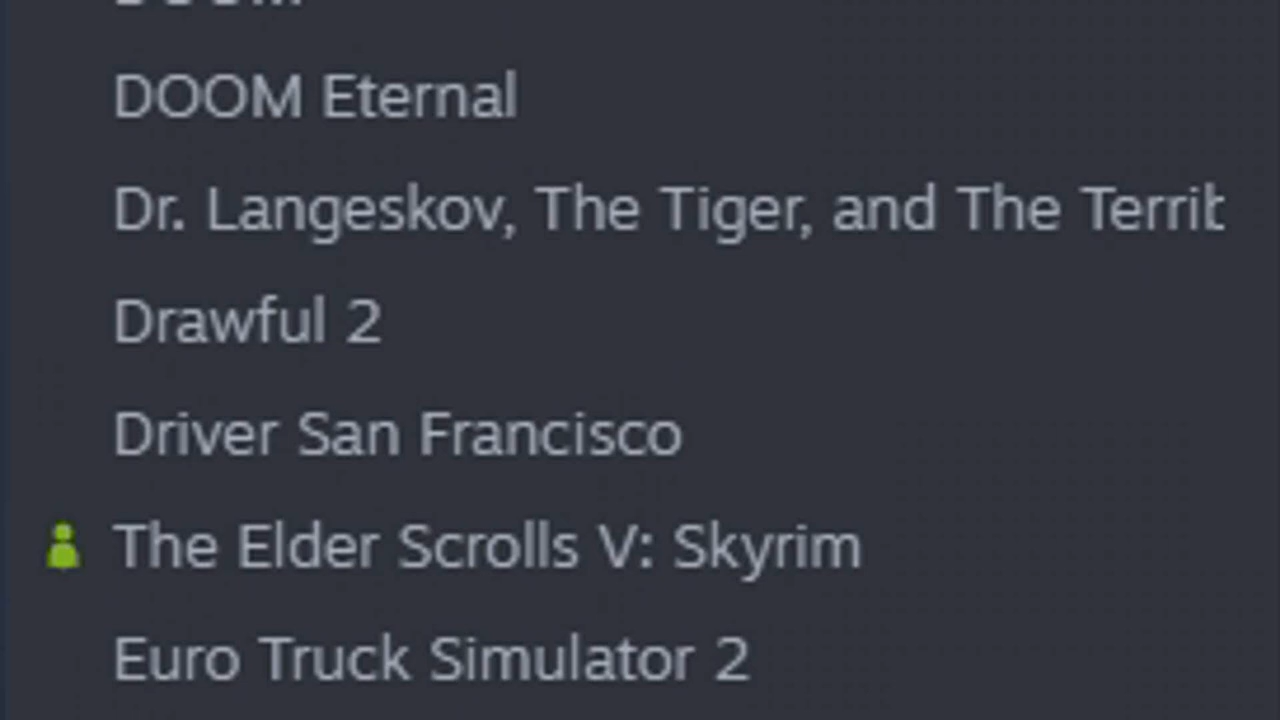 DOOM Eternal
Dr. Langeskov, The Tiger, and The Territ
Drawful 2
Driver San Francisco
The Elder Scrolls V: Skyrim
Euro Truck Simulator 2